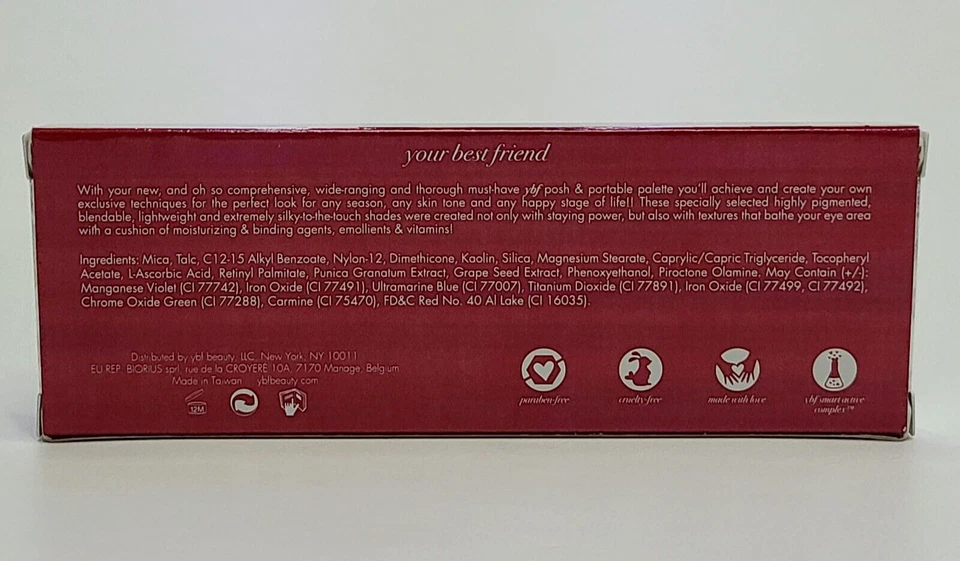 your best friend
With your new, and oh so comprehensive, wide-ranging and thorough must-have ybf posh & portable palette you'll achieve and create your own
exclusive techniques for the perfect look for any season, any skin tone and any happy stage of life!! These specially selected highly pigmented,
blendable, lightweight and extremely silky-to-the-touch shades were created not only with staying power, but also with textures that bathe your eye area
with a cushion of moisturizing & binding agents, emollients & vitamins!
Ingredients: Mica, Talc, C12-15 Alkyl Benzoate, Nylon-12, Dimethicone, Kaolin, Silica, Magnesium Stearate, Caprylic/Capric Triglyceride, Tocopheryl
Acetate, L-Ascorbic Acid, Retinyl Palmitate, Punica Granatum Extract, Grape Seed Extract, Phenoxyethanol, Piroctone Olamine. May Contain (+/-):
Manganese Violet (CI 77742), Iron Oxide (CI 77491), Ultramarine Blue (CI 77007), Titanium Dioxide (CI 77891), Iron Oxide (CI 77499, CI 77492),
Chrome Oxide Green (CI 77288), Carmine (CI 75470), FD&C Red No. 40 Al Lake (CI 16035).
Distributed by ybf beauty, LLC, New York, NY 10011
EU REP. BIORIUS sprl, rue de la CROYERE 10A, 7170 Manage, Belgium
Made in Taiwan ybfbeauty.com
12M
paraben-free cruelty-free made with love ybf smart active
complex™